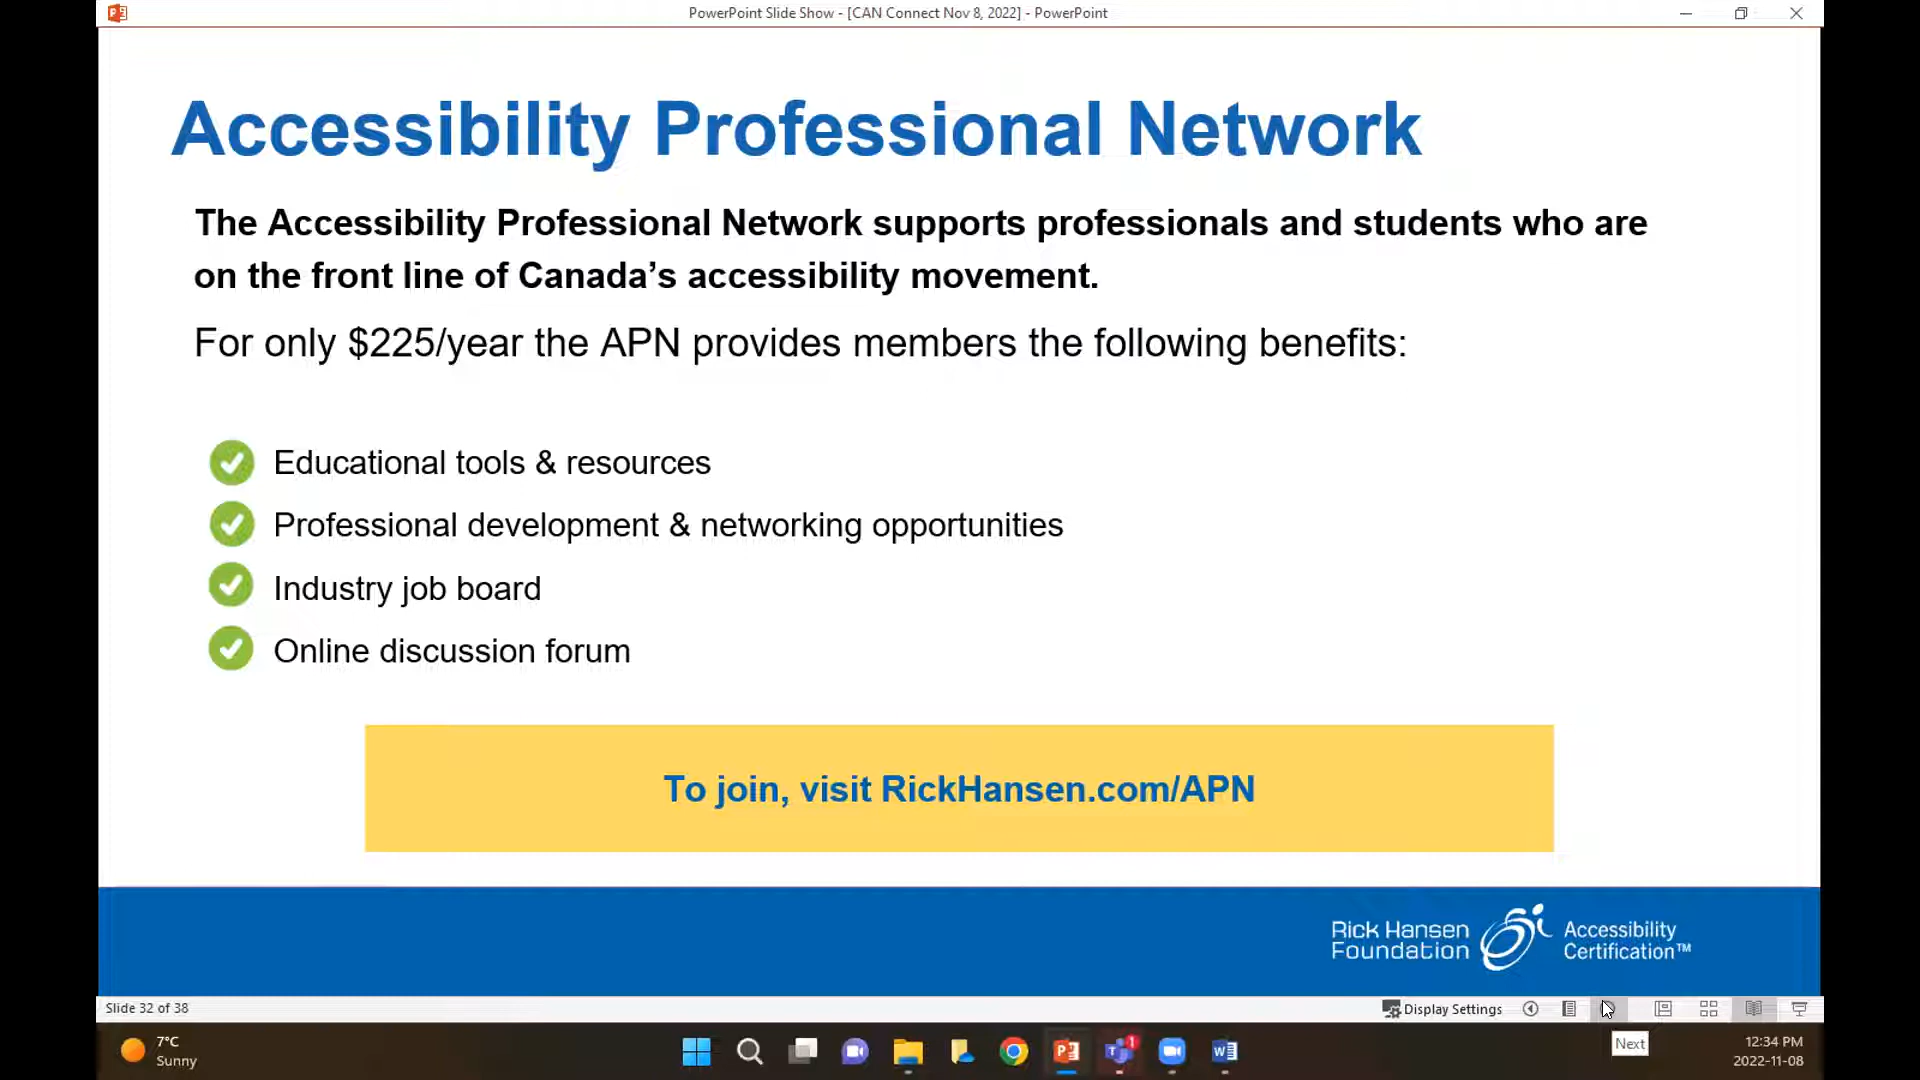 PowerPoint Slide Show - [CAN Connect Nov 8, 2022] - PowerPoint
Accessibility Professional Network
The Accessibility Professional Network supports professionals and students who are
on the front line of Canada’s accessibility movement.
For only $225/year the APN provides members the following benefits:
Educational tools & resources
Professional development & networking opportunities
Industry job board
Online discussion forum
To join, visit RickHansen.com/APN
Rick Hansen
Foundation
Accessibility
Certification™
Slide 32 of 38
Display Settings
Next
7°C
Sunny
1
12:34 PM
2022-11-08